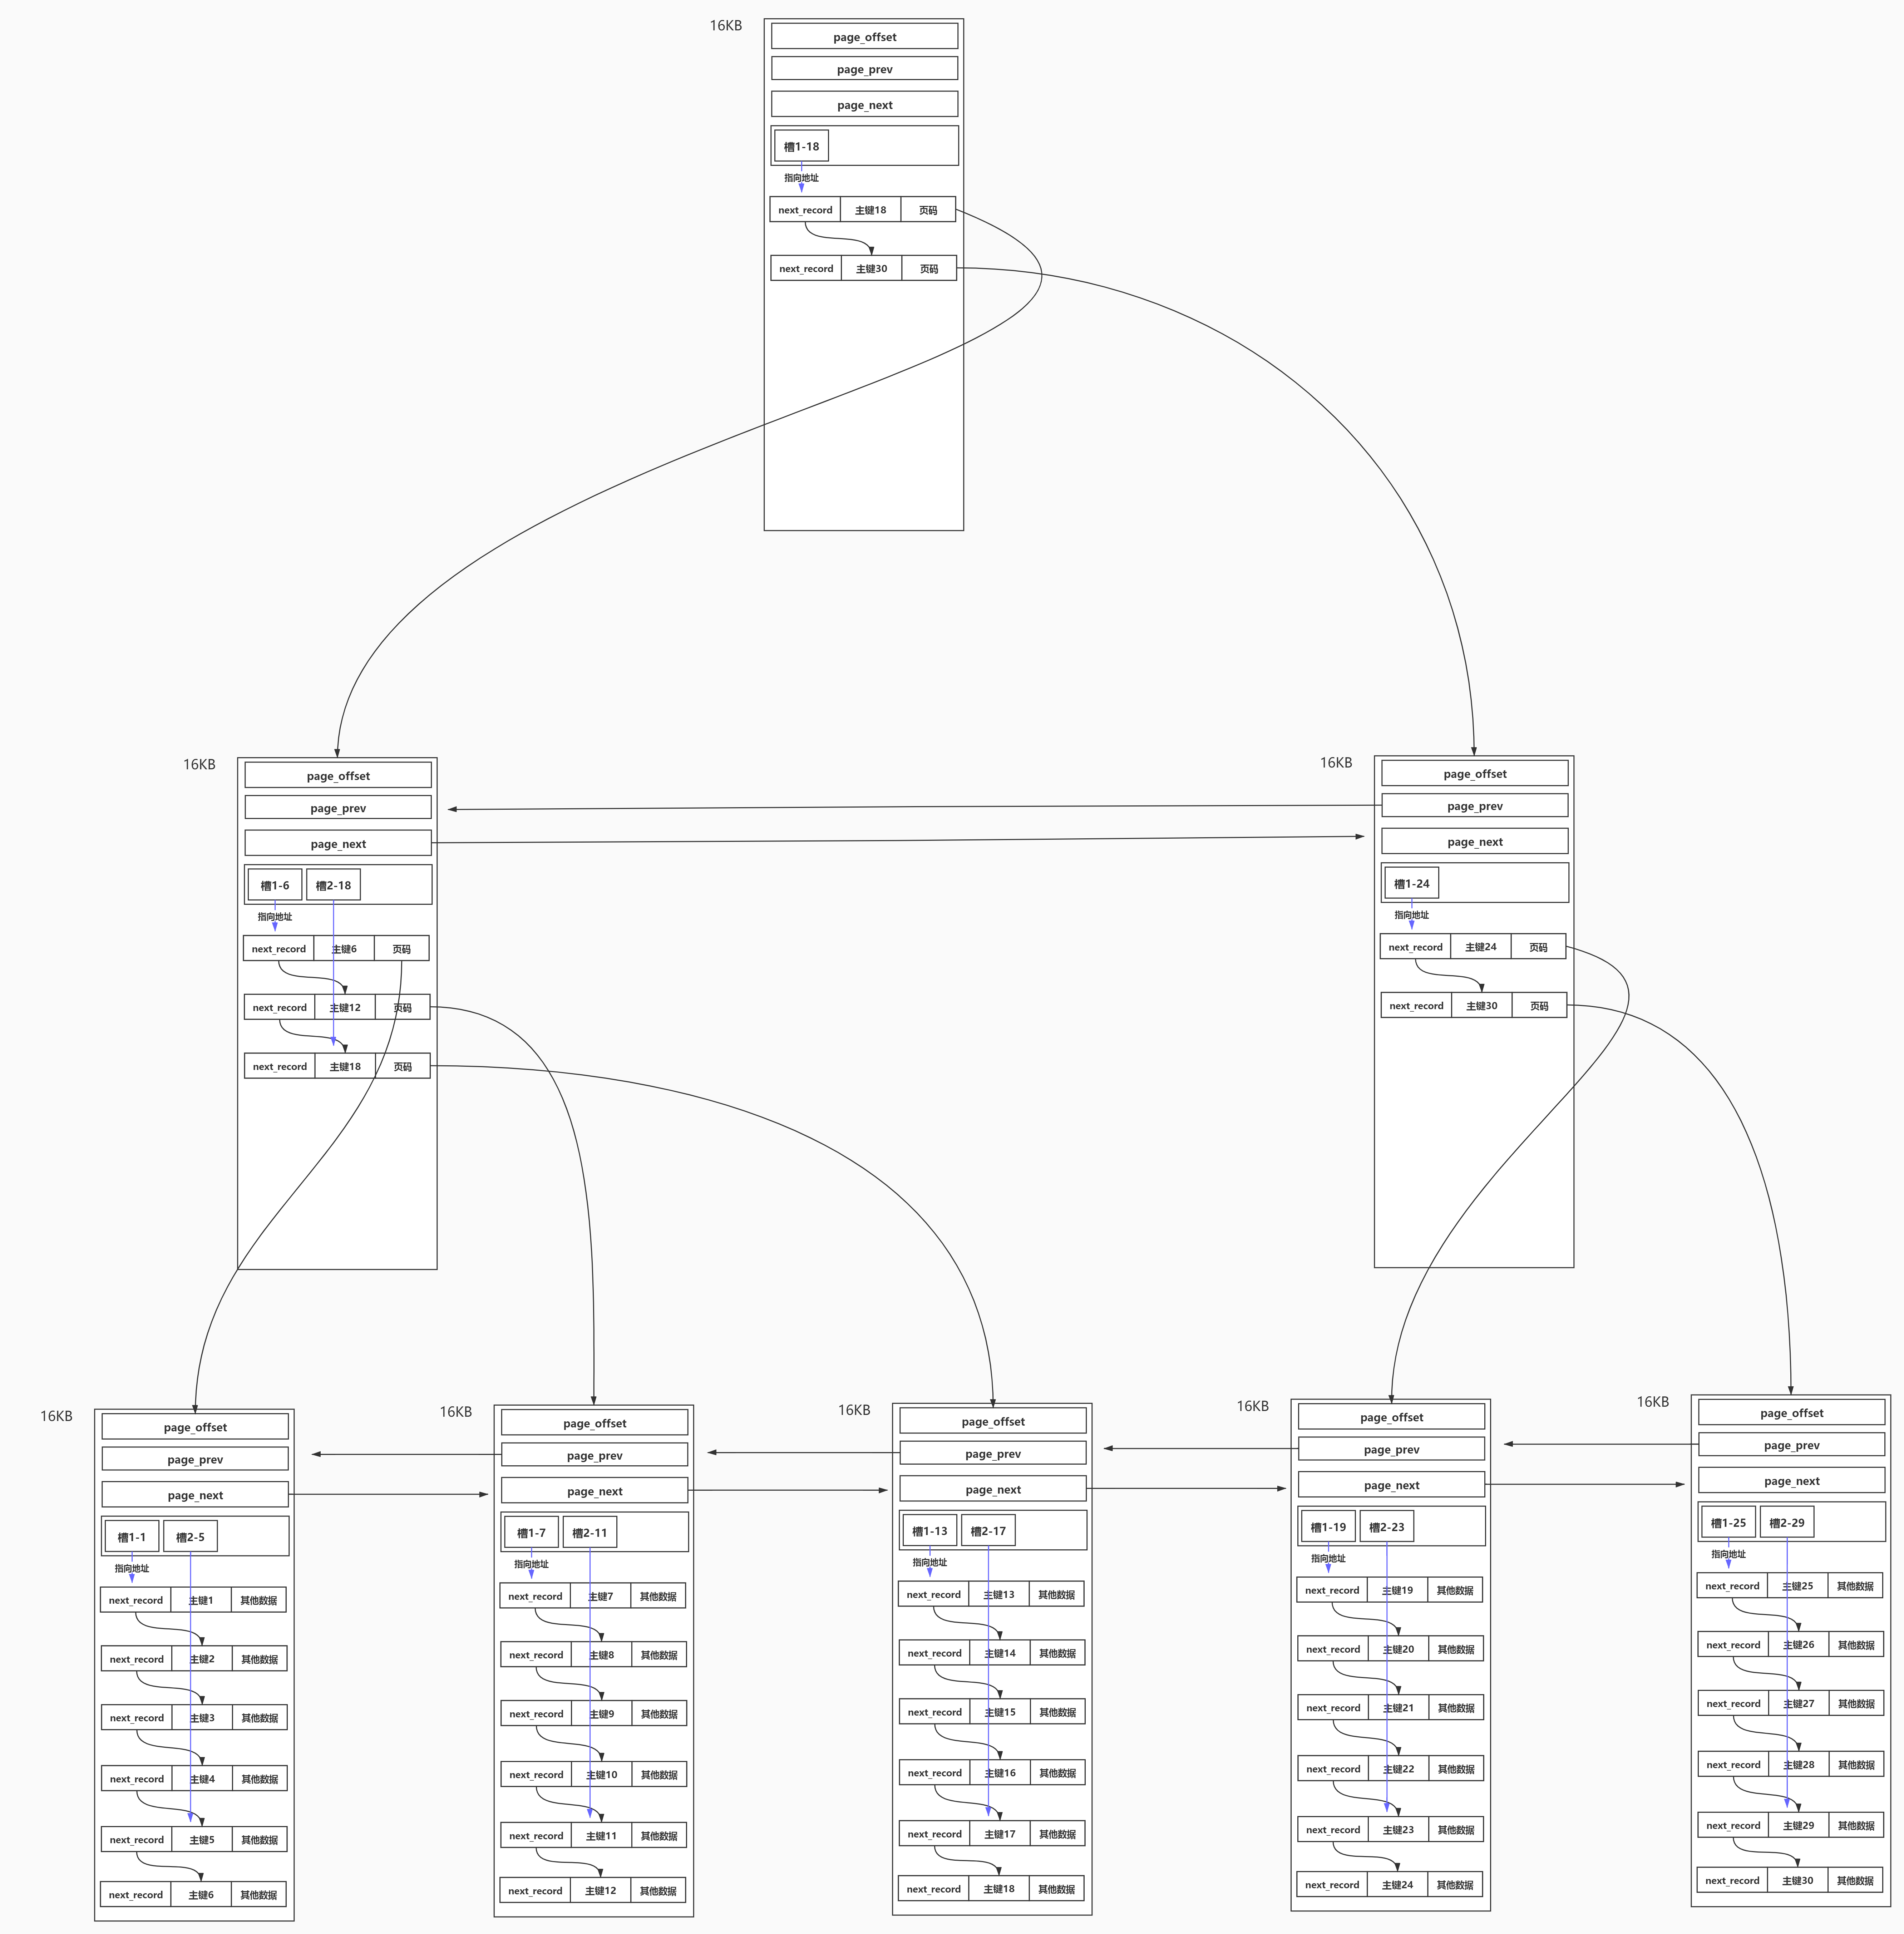 16KB
page_offset
page_prev
page_next
槽1-18
指向地址
next_record 主键18 页码
next_record 主键30 页码
16KB
page_offset
page_prev
page_next
槽1-6 槽2-18
指向地址
next_record 主键6 页码
next_record 主键12 页码
next_record 主键18 页码
16KB
page_offset
page_prev
page_next
槽1-24
指向地址
next_record 主键24 页码
next_record 主键30 页码
16KB
page_offset
page_prev
page_next
槽1-1 槽2-5
指向地址
next_record 主键1 其他数据
next_record 主键2 其他数据
next_record 主键3 其他数据
next_record 主键4 其他数据
next_record 主键5 其他数据
next_record 主键6 其他数据
16KB
page_offset
page_prev
page_next
槽1-7 槽2-11
指向地址
next_record 主键7 其他数据
next_record 主键8 其他数据
next_record 主键9 其他数据
next_record 主键10 其他数据
next_record 主键11 其他数据
next_record 主键12 其他数据
16KB
page_offset
page_prev
page_next
槽1-13 槽2-17
指向地址
next_record 主键13 其他数据
next_record 主键14 其他数据
next_record 主键15 其他数据
next_record 主键16 其他数据
next_record 主键17 其他数据
next_record 主键18 其他数据
16KB
page_offset
page_prev
page_next
槽1-19 槽2-23
指向地址
next_record 主键19 其他数据
next_record 主键20 其他数据
next_record 主键21 其他数据
next_record 主键22 其他数据
next_record 主键23 其他数据
next_record 主键24 其他数据
16KB
page_offset
page_prev
page_next
槽1-25 槽2-29
指向地址
next_record 主键25 其他数据
next_record 主键26 其他数据
next_record 主键27 其他数据
next_record 主键28 其他数据
next_record 主键29 其他数据
next_record 主键30 其他数据